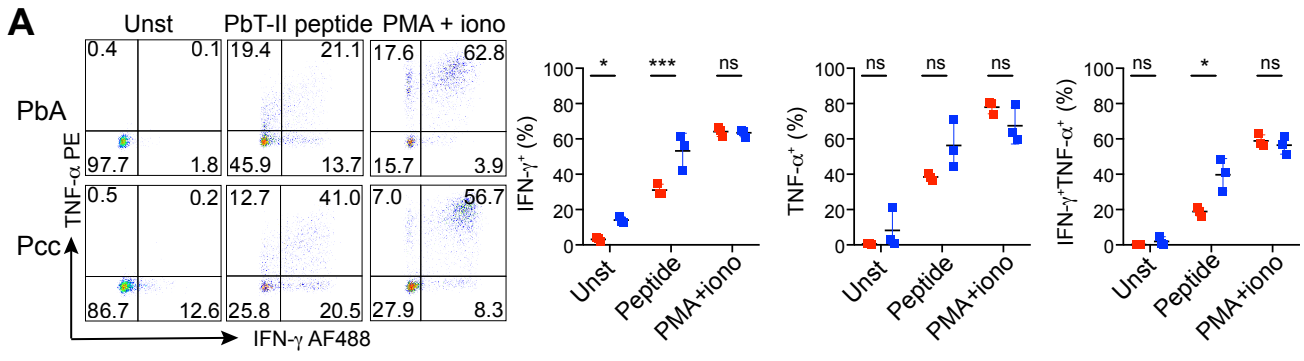 A
Unst PbT-II peptide PMA + iono
PbA
0.4 0.1 19.4 21.1 17.6 62.8
97.7 1.8 45.9 13.7 15.7 3.9
Pcc
0.5 0.2 12.7 41.0 7.0 56.7
86.7 12.6 25.8 20.5 27.9 8.3
TNF-α PE
IFN-γ AF488
* *** ns
IFN-γ⁺ (%)
100
80
60
40
20
0
Unst Peptide PMA+iono
ns ns ns
TNF-α⁺ (%)
100
80
60
40
20
0
Unst Peptide PMA+iono
ns * ns
IFN-γ⁺TNF-α⁺ (%)
100
80
60
40
20
0
Unst Peptide PMA+iono